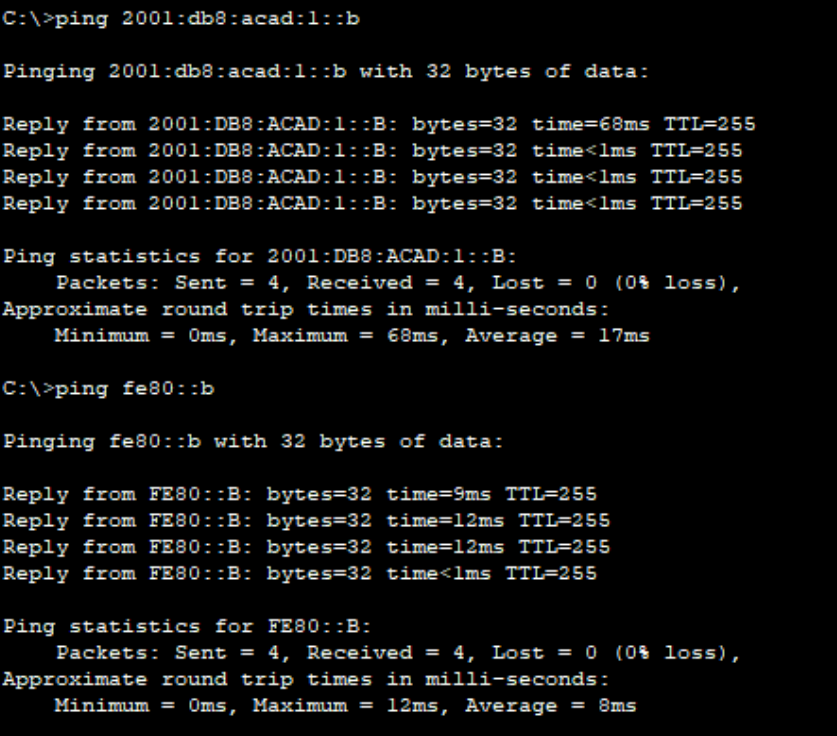 C:\>ping 2001:db8:acad:1::b
Pinging 2001:db8:acad:1::b with 32 bytes of data:
Reply from 2001:DB8:ACAD:1::B: bytes=32 time=68ms TTL=255
Reply from 2001:DB8:ACAD:1::B: bytes=32 time<1ms TTL=255
Reply from 2001:DB8:ACAD:1::B: bytes=32 time<1ms TTL=255
Reply from 2001:DB8:ACAD:1::B: bytes=32 time<1ms TTL=255
Ping statistics for 2001:DB8:ACAD:1::B:
    Packets: Sent = 4, Received = 4, Lost = 0 (0% loss),
Approximate round trip times in milli-seconds:
    Minimum = 0ms, Maximum = 68ms, Average = 17ms
C:\>ping fe80::b
Pinging fe80::b with 32 bytes of data:
Reply from FE80::B: bytes=32 time=9ms TTL=255
Reply from FE80::B: bytes=32 time=12ms TTL=255
Reply from FE80::B: bytes=32 time=12ms TTL=255
Reply from FE80::B: bytes=32 time<1ms TTL=255
Ping statistics for FE80::B:
    Packets: Sent = 4, Received = 4, Lost = 0 (0% loss),
Approximate round trip times in milli-seconds:
    Minimum = 0ms, Maximum = 12ms, Average = 8ms